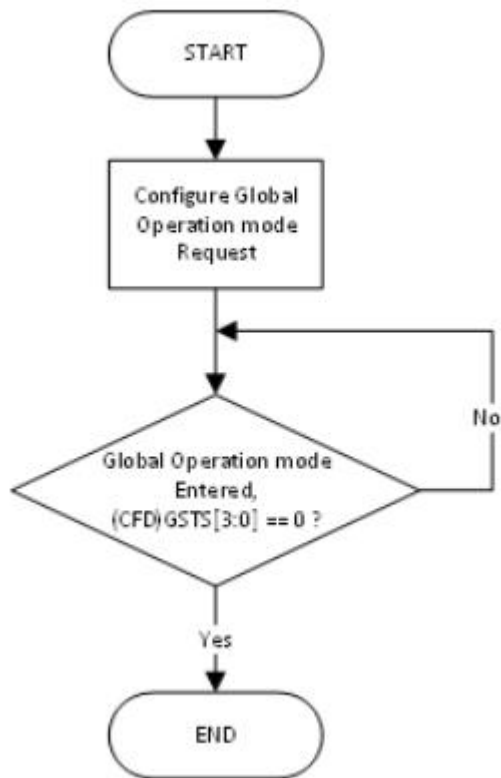 START
Configure Global
Operation mode
Request
No
Global Operation mode
Entered,
(CFD)GSTS[3:0] == 0 ?
Yes
END